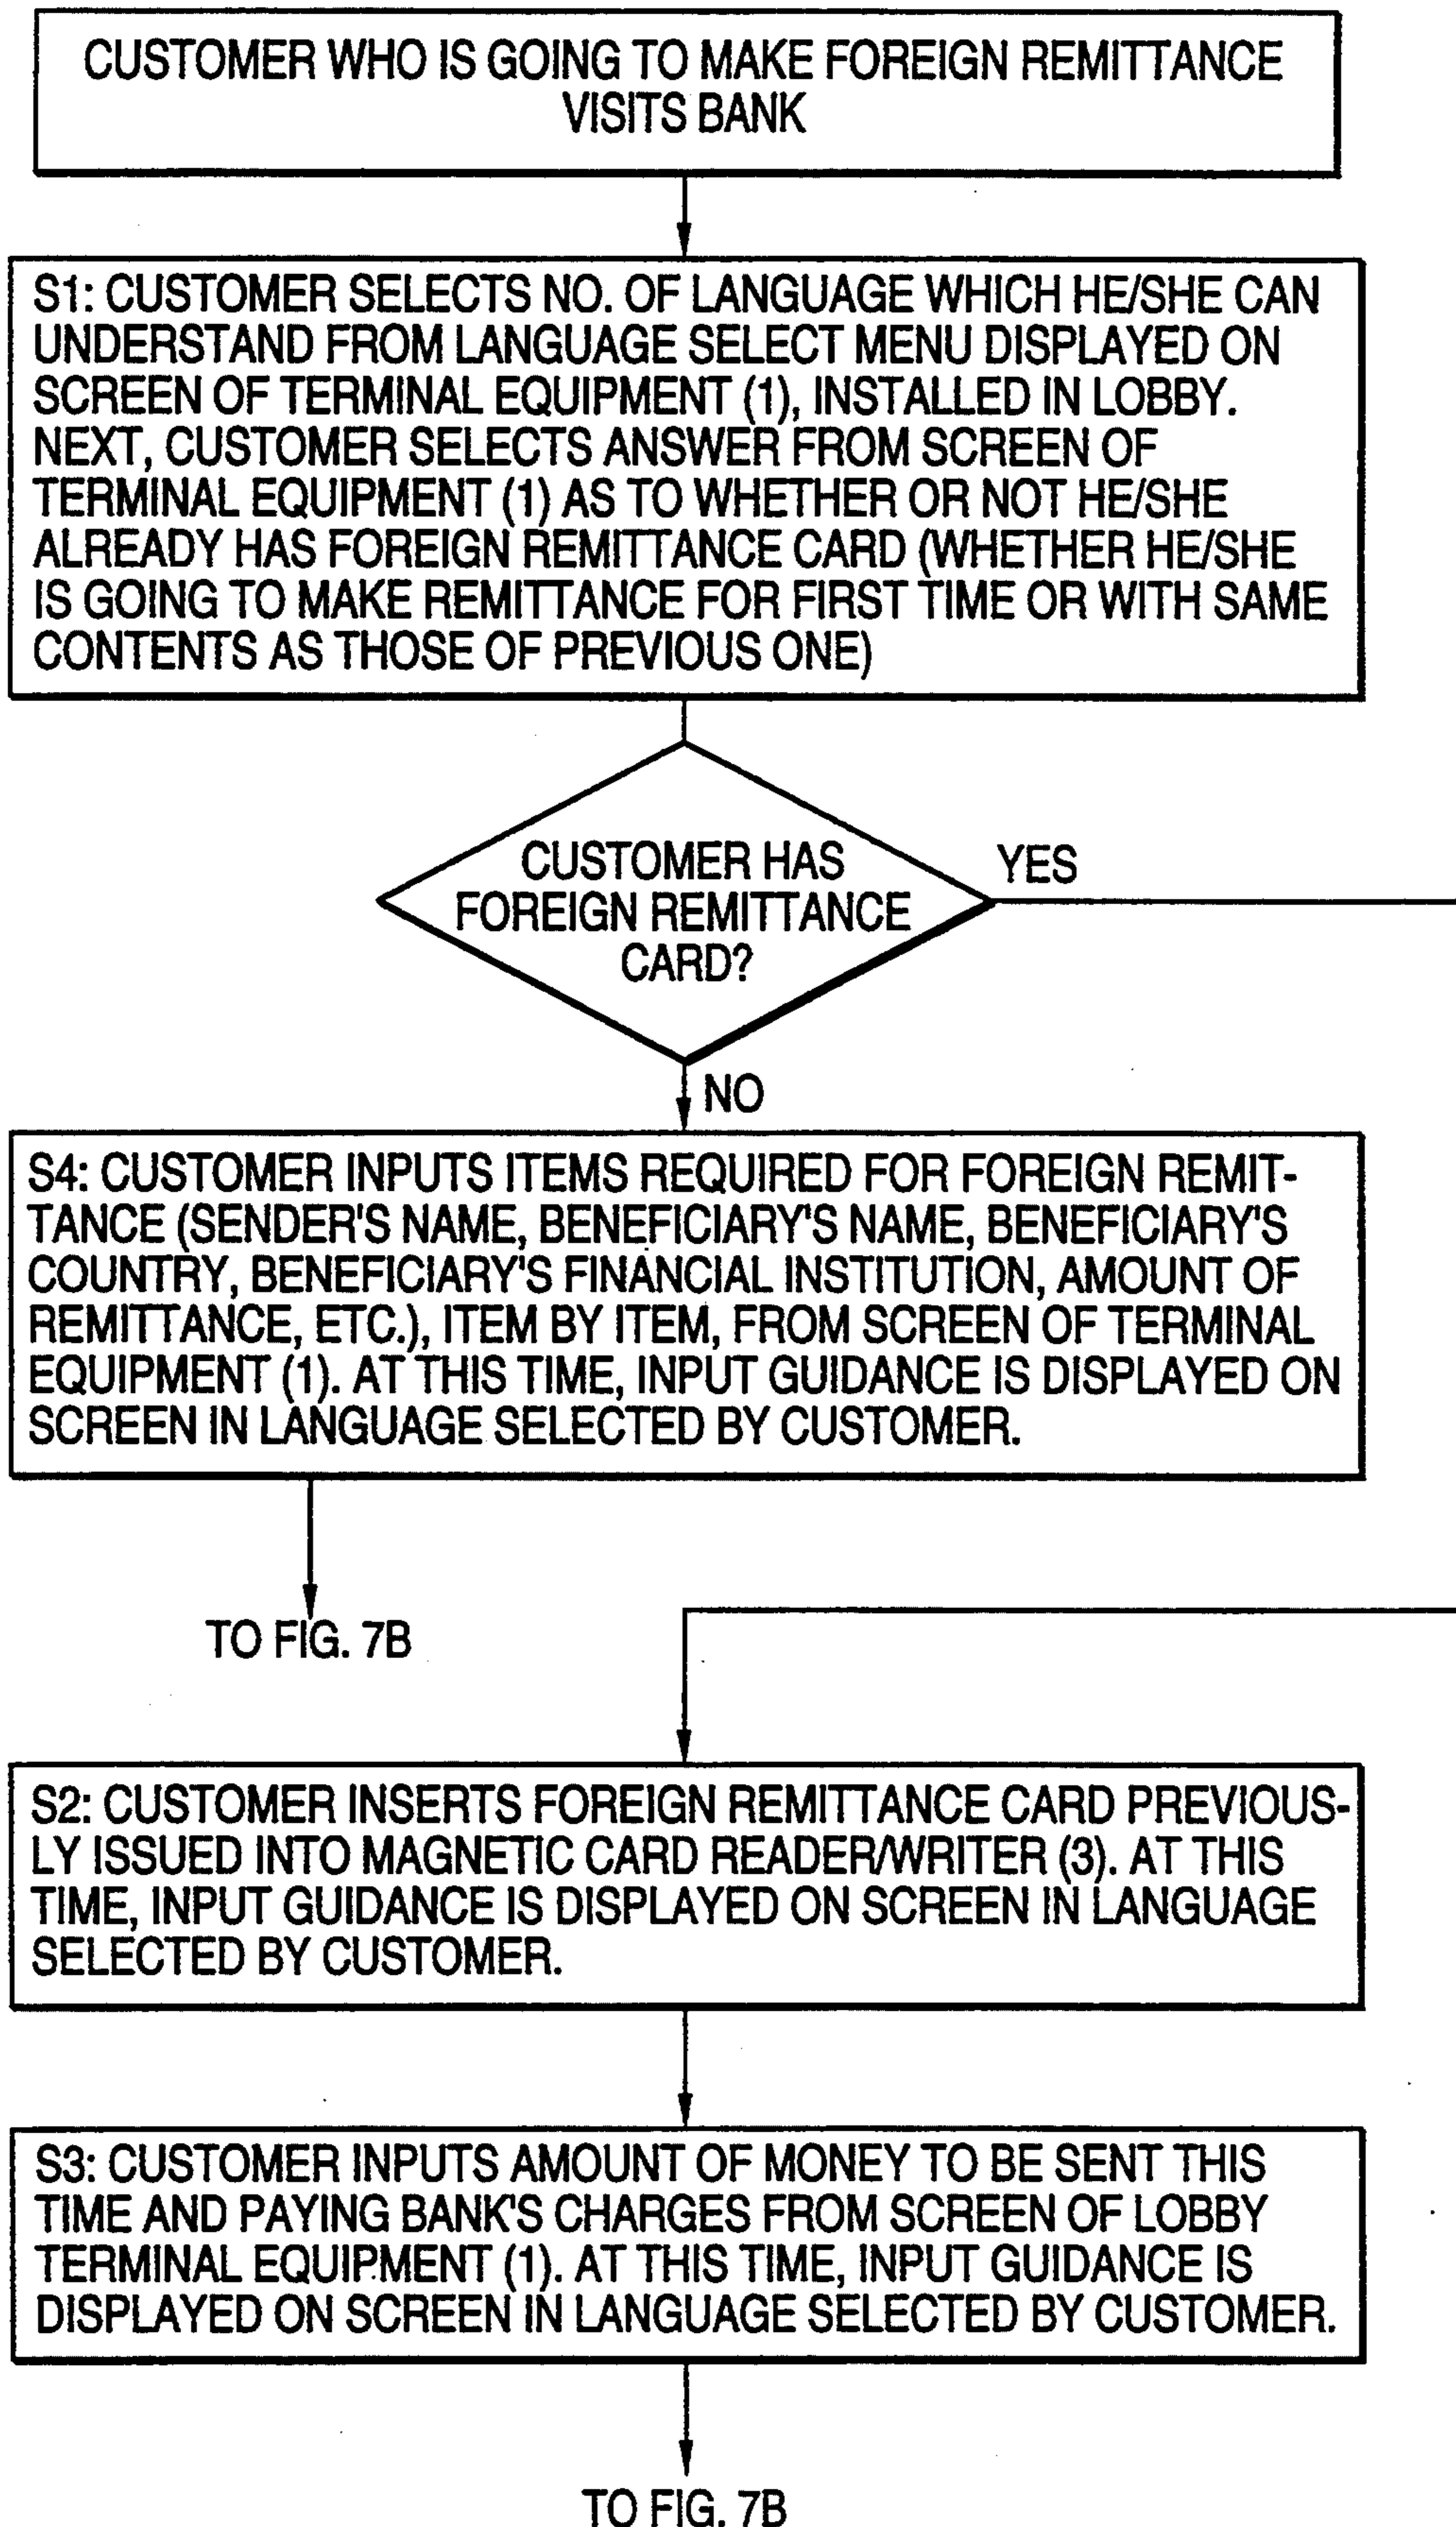 CUSTOMER WHO IS GOING TO MAKE FOREIGN REMITTANCE
VISITS BANK
S1: CUSTOMER SELECTS NO. OF LANGUAGE WHICH HE/SHE CAN
UNDERSTAND FROM LANGUAGE SELECT MENU DISPLAYED ON
SCREEN OF TERMINAL EQUIPMENT (1), INSTALLED IN LOBBY.
NEXT, CUSTOMER SELECTS ANSWER FROM SCREEN OF
TERMINAL EQUIPMENT (1) AS TO WHETHER OR NOT HE/SHE
ALREADY HAS FOREIGN REMITTANCE CARD (WHETHER HE/SHE
IS GOING TO MAKE REMITTANCE FOR FIRST TIME OR WITH SAME
CONTENTS AS THOSE OF PREVIOUS ONE)
CUSTOMER HAS
FOREIGN REMITTANCE
CARD?
YES
NO
S4: CUSTOMER INPUTS ITEMS REQUIRED FOR FOREIGN REMIT-
TANCE (SENDER'S NAME, BENEFICIARY'S NAME, BENEFICIARY'S
COUNTRY, BENEFICIARY'S FINANCIAL INSTITUTION, AMOUNT OF
REMITTANCE, ETC.), ITEM BY ITEM, FROM SCREEN OF TERMINAL
EQUIPMENT (1). AT THIS TIME, INPUT GUIDANCE IS DISPLAYED ON
SCREEN IN LANGUAGE SELECTED BY CUSTOMER.
TO FIG. 7B
S2: CUSTOMER INSERTS FOREIGN REMITTANCE CARD PREVIOUS-
LY ISSUED INTO MAGNETIC CARD READER/WRITER (3). AT THIS
TIME, INPUT GUIDANCE IS DISPLAYED ON SCREEN IN LANGUAGE
SELECTED BY CUSTOMER.
S3: CUSTOMER INPUTS AMOUNT OF MONEY TO BE SENT THIS
TIME AND PAYING BANK'S CHARGES FROM SCREEN OF LOBBY
TERMINAL EQUIPMENT (1). AT THIS TIME, INPUT GUIDANCE IS
DISPLAYED ON SCREEN IN LANGUAGE SELECTED BY CUSTOMER.
TO FIG. 7B